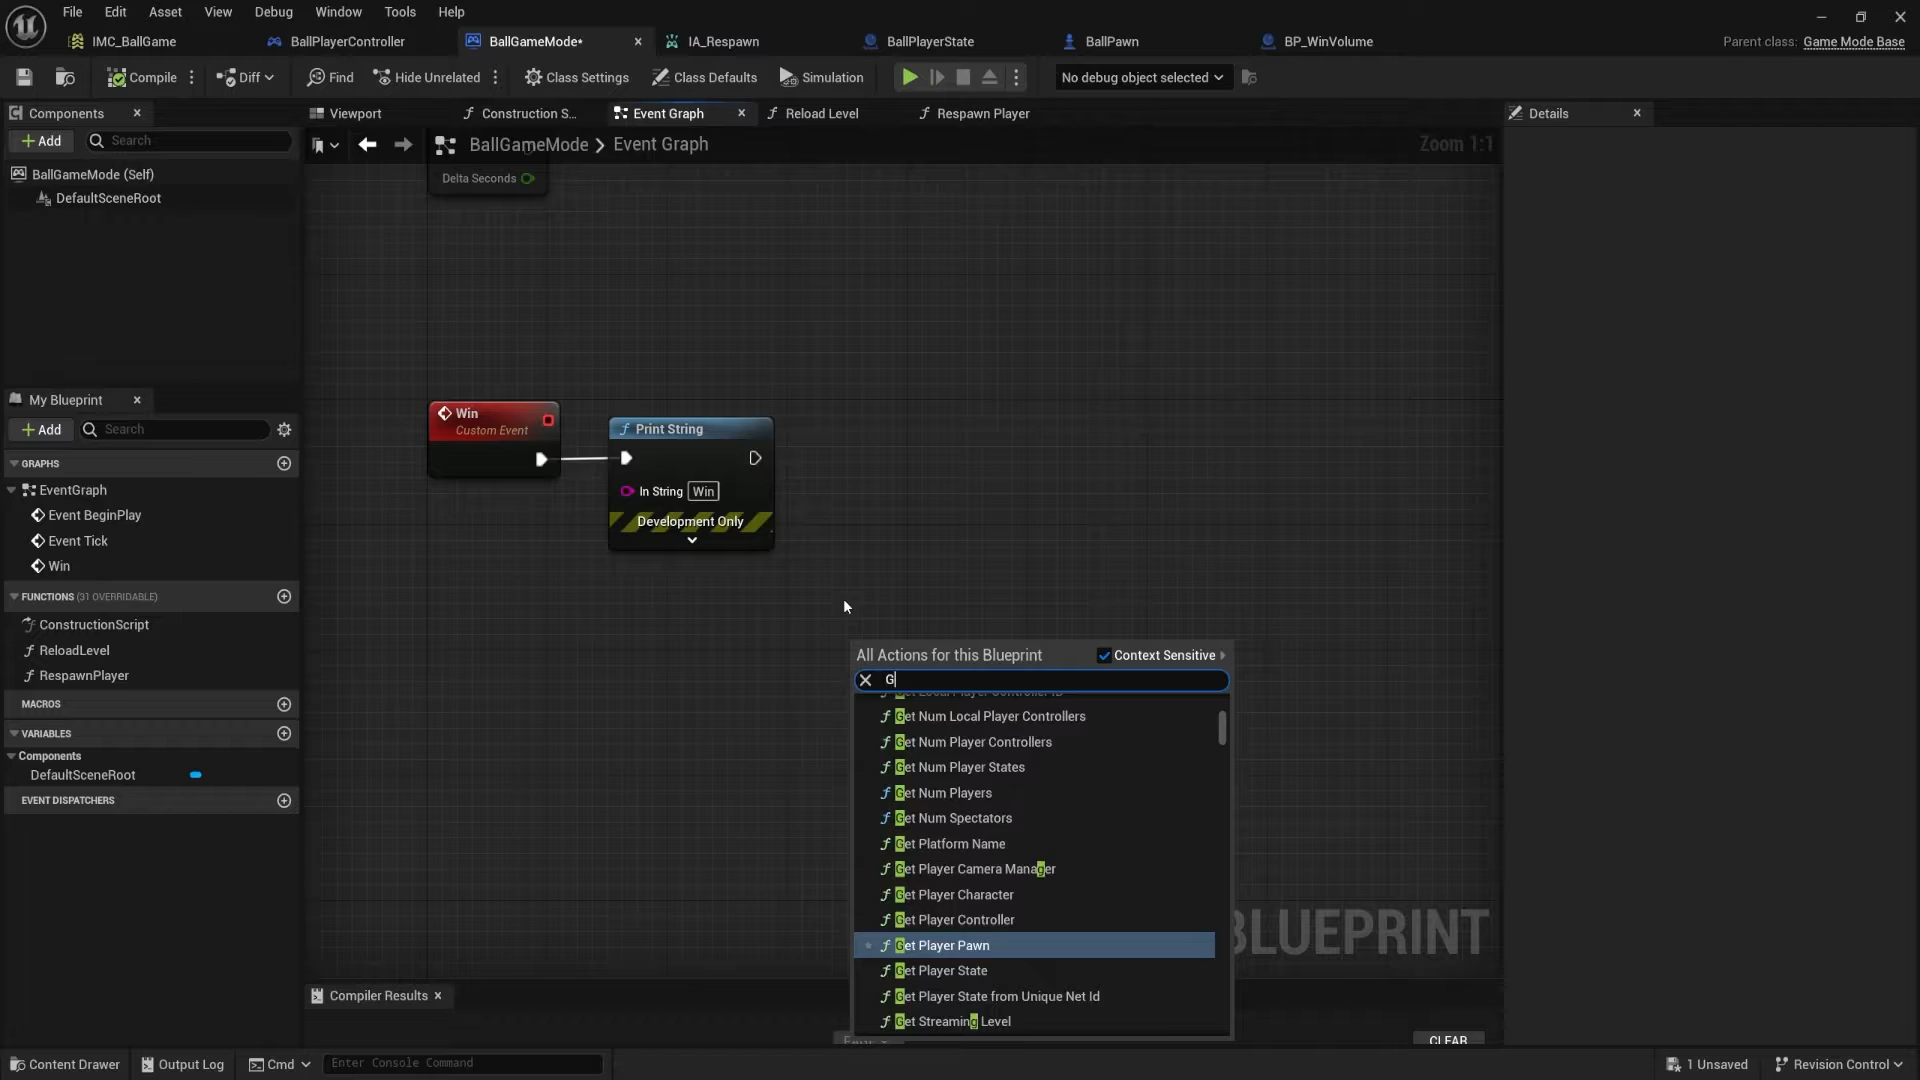 File Edit Asset View Debug Window Tools Help
IMC_BallGame BallPlayerController BallGameMode* IA_Respawn BallPlayerState BallPawn BP_WinVolume Parent class: Game Mode Base
Compile Diff Find Hide Unrelated Class Settings Class Defaults Simulation No debug object selected
Components Viewport Construction S... Event Graph Reload Level Respawn Player Details
Add Search BallGameMode Event Graph Zoom 1:1
BallGameMode (Self)
DefaultSceneRoot
Delta Seconds
My Blueprint
Add Search
GRAPHS
EventGraph
Event BeginPlay
Event Tick
Win
FUNCTIONS (31 OVERRIDABLE)
ConstructionScript
ReloadLevel
RespawnPlayer
MACROS
VARIABLES
Components
DefaultSceneRoot
EVENT DISPATCHERS
Win
Custom Event
Print String
In String Win
Development Only
All Actions for this Blueprint Context Sensitive
G
Get Local Player Controller ID
Get Num Local Player Controllers
Get Num Player Controllers
Get Num Player States
Get Num Players
Get Num Spectators
Get Platform Name
Get Player Camera Manager
Get Player Character
Get Player Controller
Get Player Pawn
Get Player State
Get Player State from Unique Net Id
Get Streaming Level
BLUEPRINT
Compiler Results
CLEAR
Content Drawer Output Log Cmd Enter Console Command 1 Unsaved Revision Control